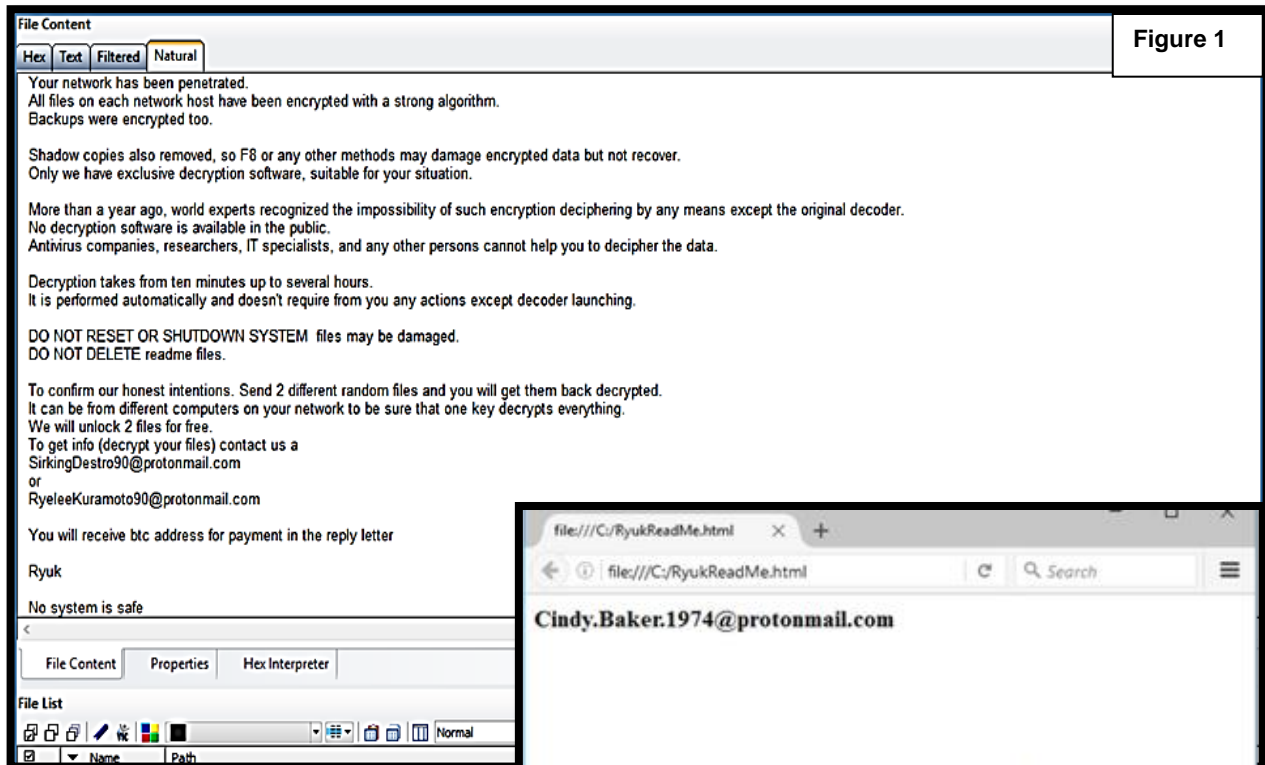 File Content
Figure 1
Hex Text Filtered Natural
Your network has been penetrated.
All files on each network host have been encrypted with a strong algorithm.
Backups were encrypted too.
Shadow copies also removed, so F8 or any other methods may damage encrypted data but not recover.
Only we have exclusive decryption software, suitable for your situation.
More than a year ago, world experts recognized the impossibility of such encryption deciphering by any means except the original decoder.
No decryption software is available in the public.
Antivirus companies, researchers, IT specialists, and any other persons cannot help you to decipher the data.
Decryption takes from ten minutes up to several hours.
It is performed automatically and doesn't require from you any actions except decoder launching.
DO NOT RESET OR SHUTDOWN SYSTEM files may be damaged.
DO NOT DELETE readme files.
To confirm our honest intentions. Send 2 different random files and you will get them back decrypted.
It can be from different computers on your network to be sure that one key decrypts everything.
We will unlock 2 files for free.
To get info (decrypt your files) contact us a
SirkingDestro90@protonmail.com
or
RyeleeKuramoto90@protonmail.com
You will receive btc address for payment in the reply letter
Ryuk
No system is safe
File Content Properties Hex Interpreter
File List
Normal
Name Path
file:///C:/RyukReadMe.html
file:///C:/RyukReadMe.html
Search
Cindy.Baker.1974@protonmail.com